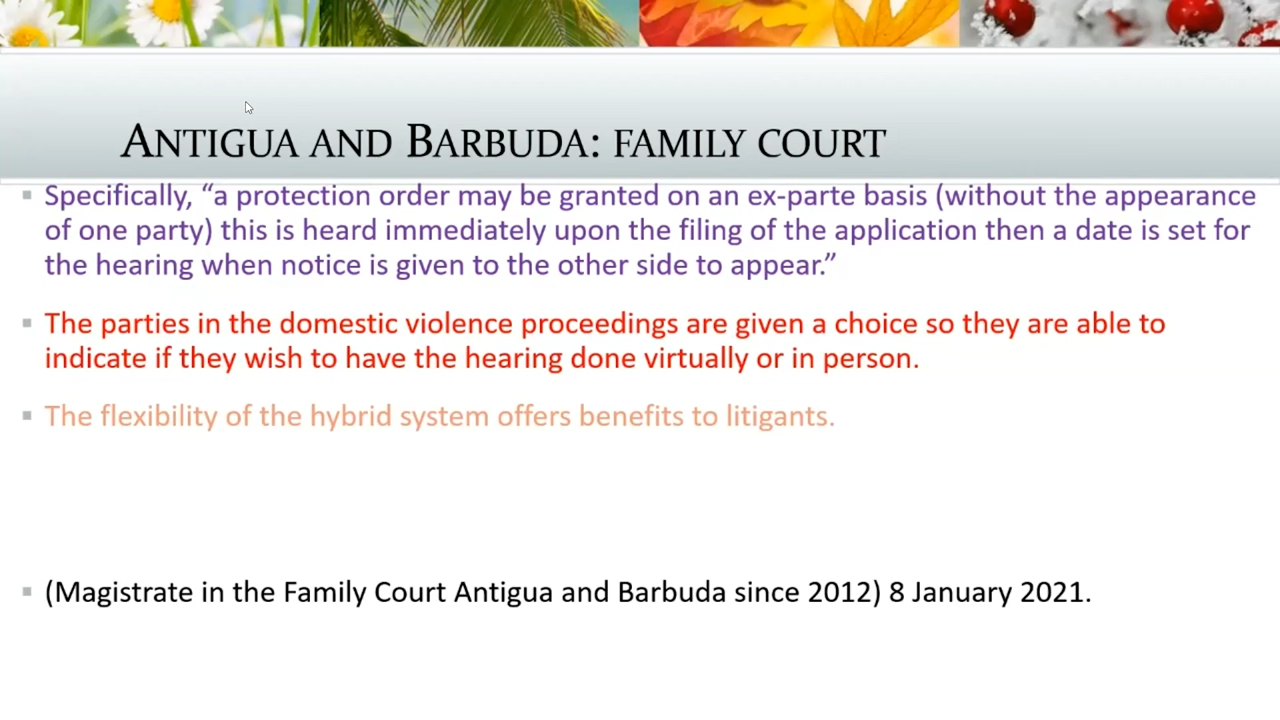 ANTIGUA AND BARBUDA: FAMILY COURT
▪ Specifically, “a protection order may be granted on an ex-parte basis (without the appearance
of one party) this is heard immediately upon the filing of the application then a date is set for
the hearing when notice is given to the other side to appear.”
▪ The parties in the domestic violence proceedings are given a choice so they are able to
indicate if they wish to have the hearing done virtually or in person.
▪ The flexibility of the hybrid system offers benefits to litigants.
▪ (Magistrate in the Family Court Antigua and Barbuda since 2012) 8 January 2021.